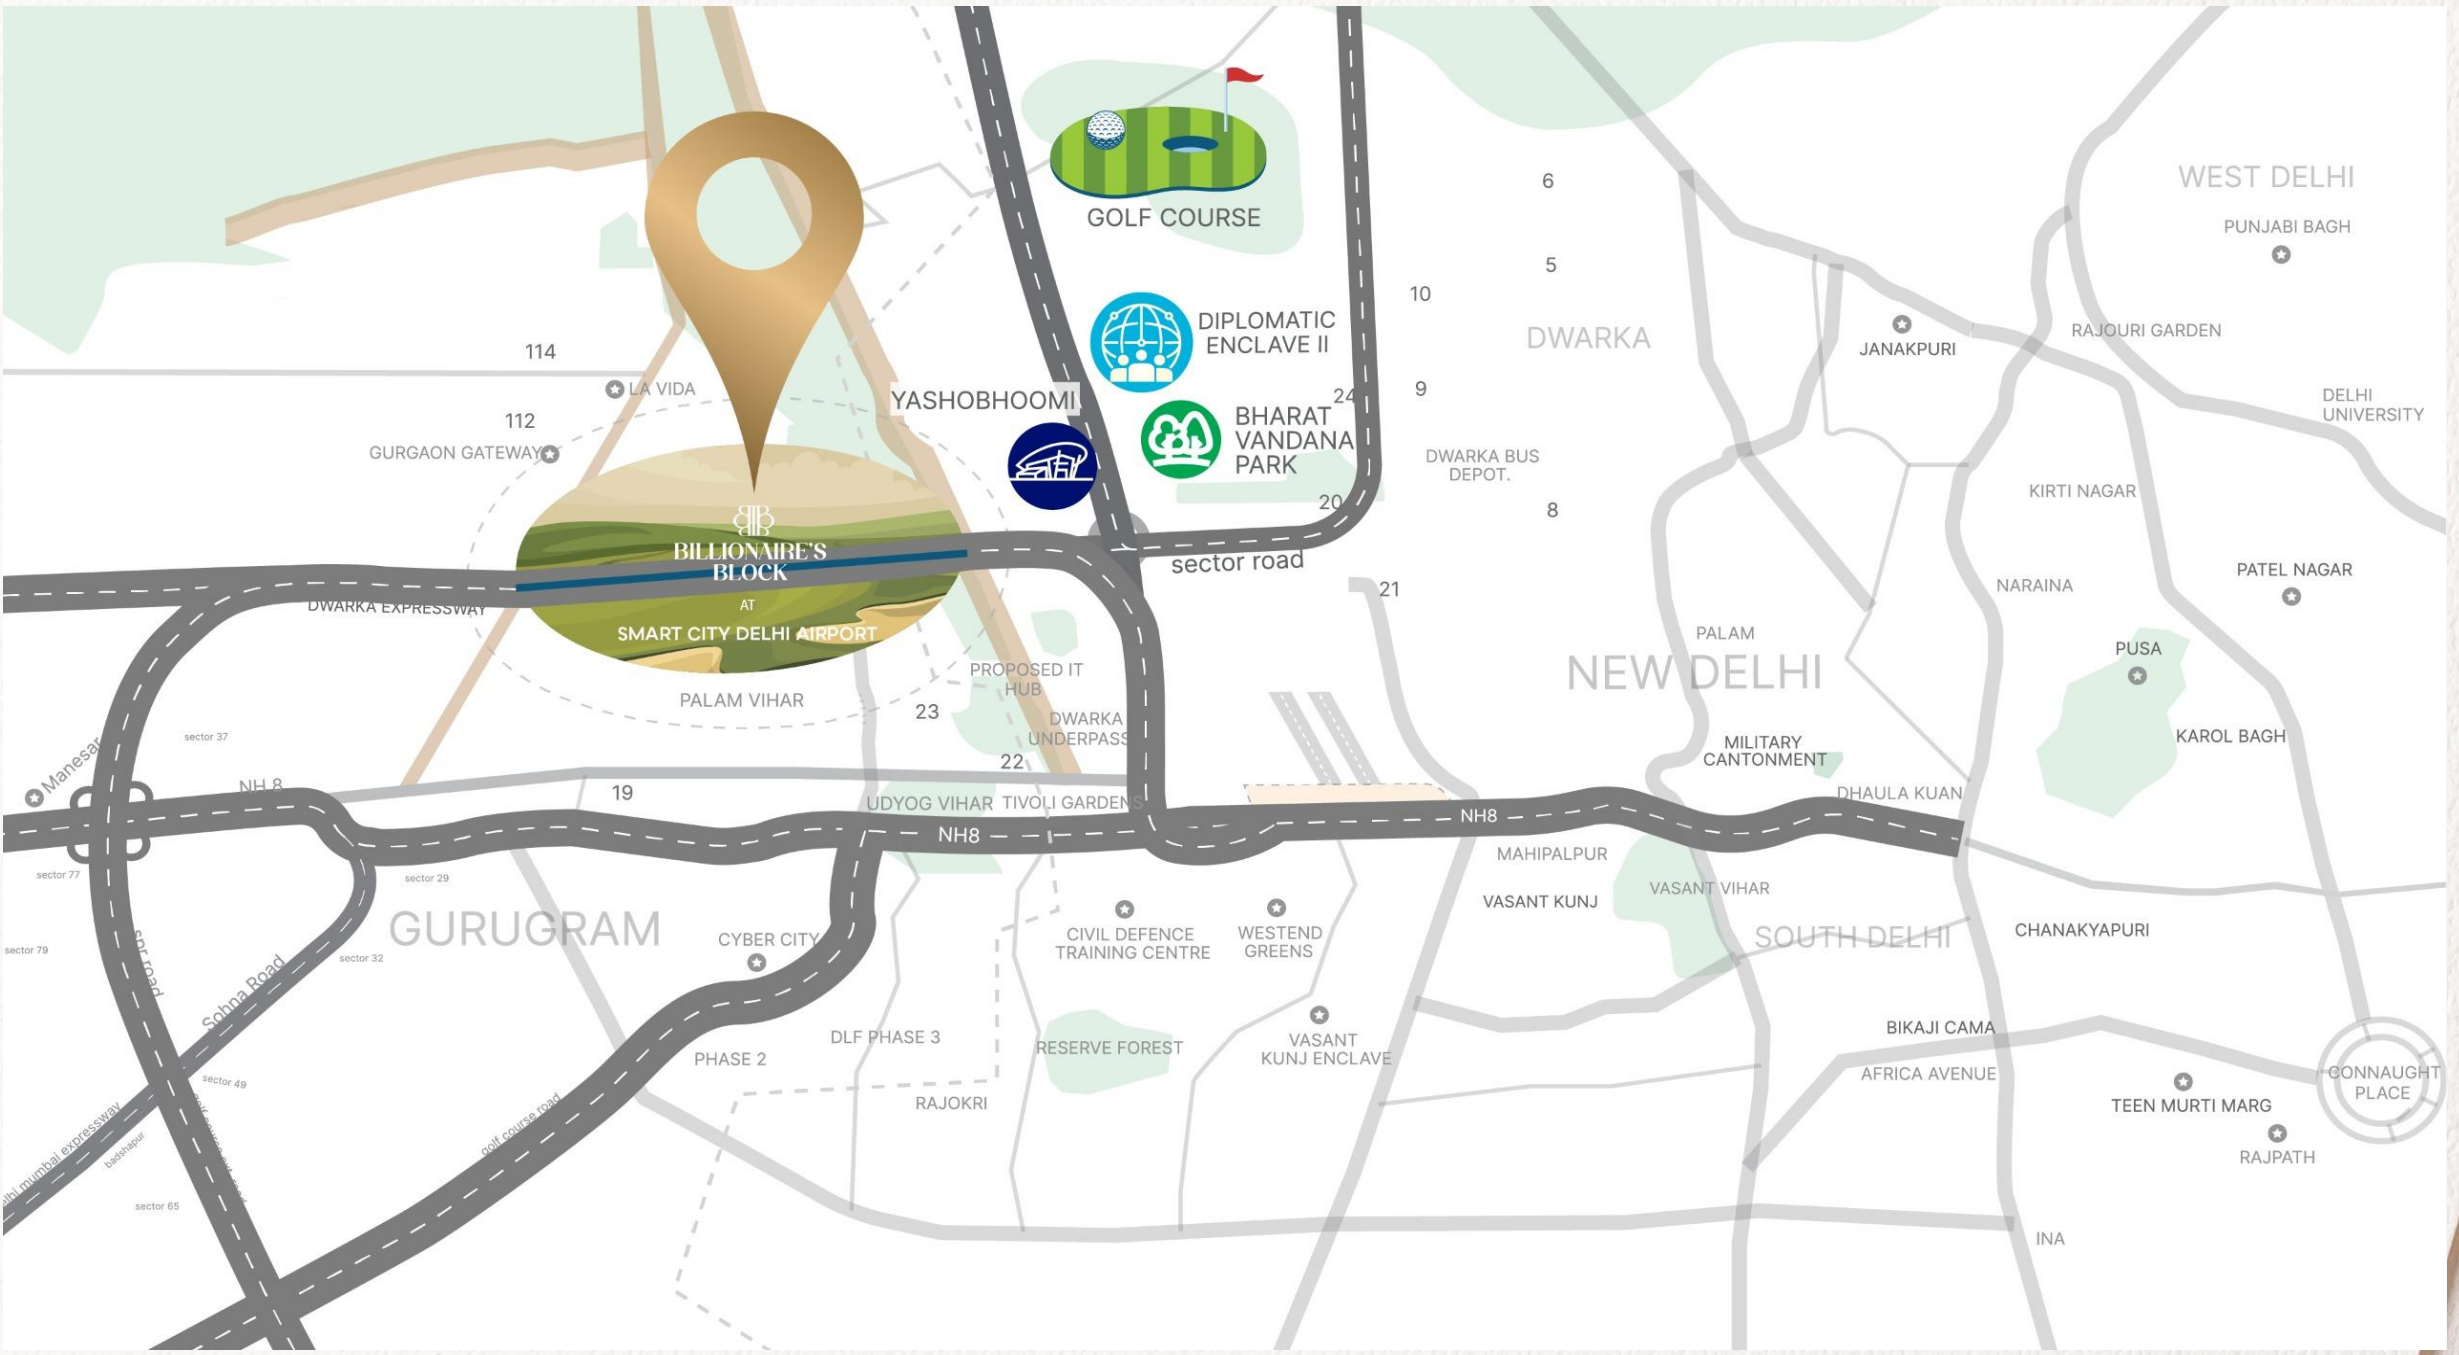 GOLF COURSE
DIPLOMATIC
ENCLAVE II
YASHOBHOOMI
BHARAT
VANDANA
PARK
24
20
sector road
6
5
10
9
8
21
DWARKA
DWARKA BUS
DEPOT.
WEST DELHI
PUNJABI BAGH
JANAKPURI
RAJOURI GARDEN
DELHI
UNIVERSITY
KIRTI NAGAR
NARAINA
PATEL NAGAR
PUSA
KAROL BAGH
PALAM
NEW DELHI
MILITARY
CANTONMENT
DHAULA KUAN
114
LA VIDA
112
GURGAON GATEWAY
BILLIONAIRE'S
BLOCK
AT
SMART CITY DELHI AIRPORT
DWARKA EXPRESSWAY
PALAM VIHAR
PROPOSED IT
HUB
23
DWARKA
UNDERPASS
22
19
UDYOG VIHAR
TIVOLI GARDENS
sector 37
Manesar
NH 8
NH8
NH8
sector 77
sector 29
sector 79
sector 32
spr road
Sohna Road
GURUGRAM
CYBER CITY
CIVIL DEFENCE
TRAINING CENTRE
WESTEND
GREENS
MAHIPALPUR
VASANT KUNJ
VASANT VIHAR
SOUTH DELHI
CHANAKYAPURI
DLF PHASE 3
PHASE 2
RESERVE FOREST
VASANT
KUNJ ENCLAVE
RAJOKRI
BIKAJI CAMA
AFRICA AVENUE
CONNAUGHT
PLACE
TEEN MURTI MARG
RAJPATH
INA
sector 49
mumbai expressway
badshapur
sector 65
golf course road